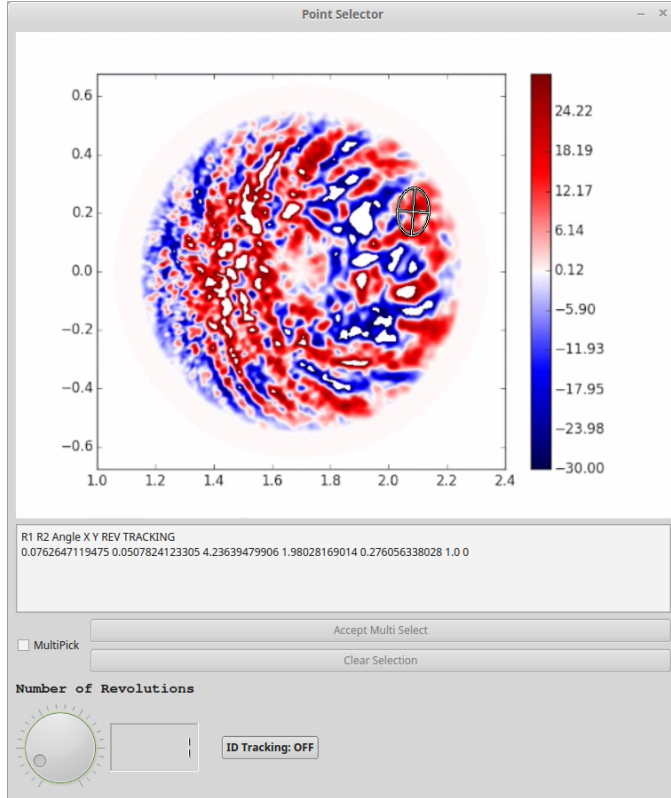 Point Selector
0.6
0.4
0.2
0.0
−0.2
−0.4
−0.6
1.0 1.2 1.4 1.6 1.8 2.0 2.2 2.4
24.22
18.19
12.17
6.14
0.12
−5.90
−11.93
−17.95
−23.98
−30.00
R1 R2 Angle X Y REV TRACKING
0.0762647119475 0.0507824123305 4.23639479906 1.98028169014 0.276056338028 1.0 0
MultiPick
Accept Multi Select
Clear Selection
Number of Revolutions
1
ID Tracking: OFF